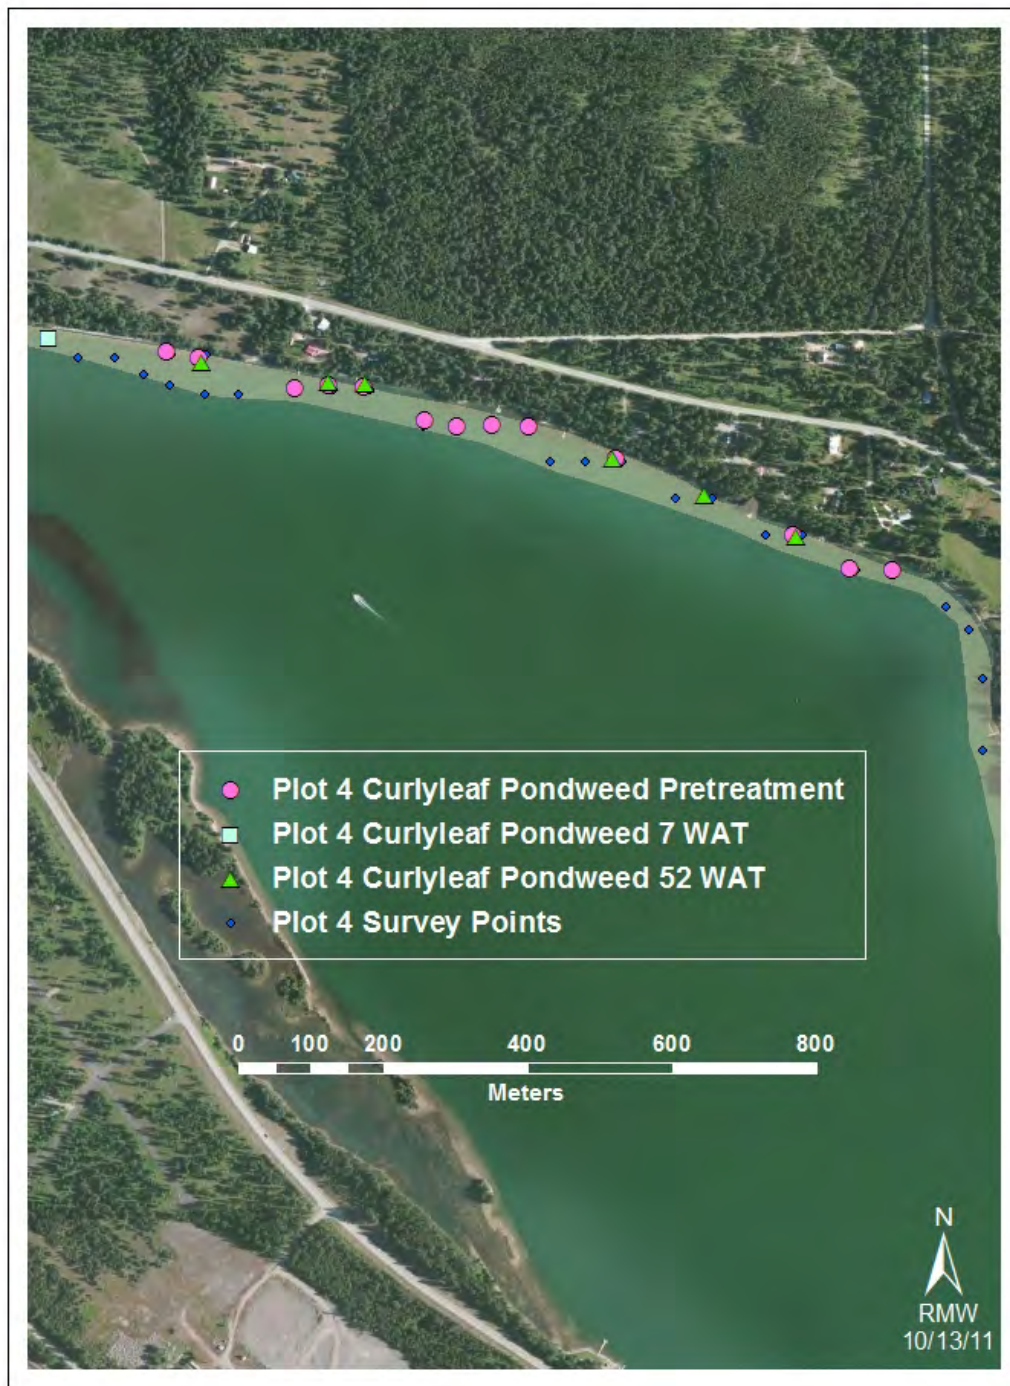 Plot 4 Curlyleaf Pondweed Pretreatment
Plot 4 Curlyleaf Pondweed 7 WAT
Plot 4 Curlyleaf Pondweed 52 WAT
Plot 4 Survey Points
0 100 200 400 600 800
Meters
N
RMW
10/13/11